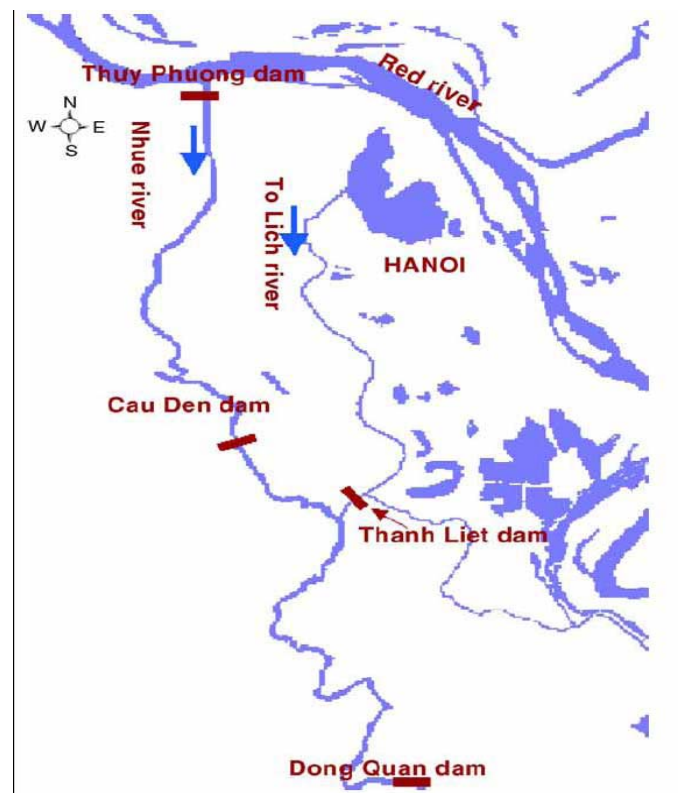 Thuy Phuong dam
Red river
N
W E
S
Nhue river
To Lich river
HANOI
Cau Den dam
Thanh Liet dam
Dong Quan dam